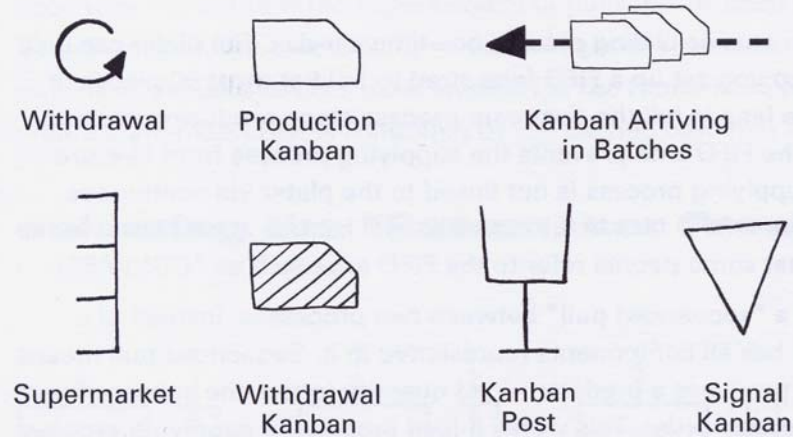 Withdrawal
Production
Kanban
Kanban Arriving
in Batches
Supermarket
Withdrawal
Kanban
Kanban
Post
Signal
Kanban